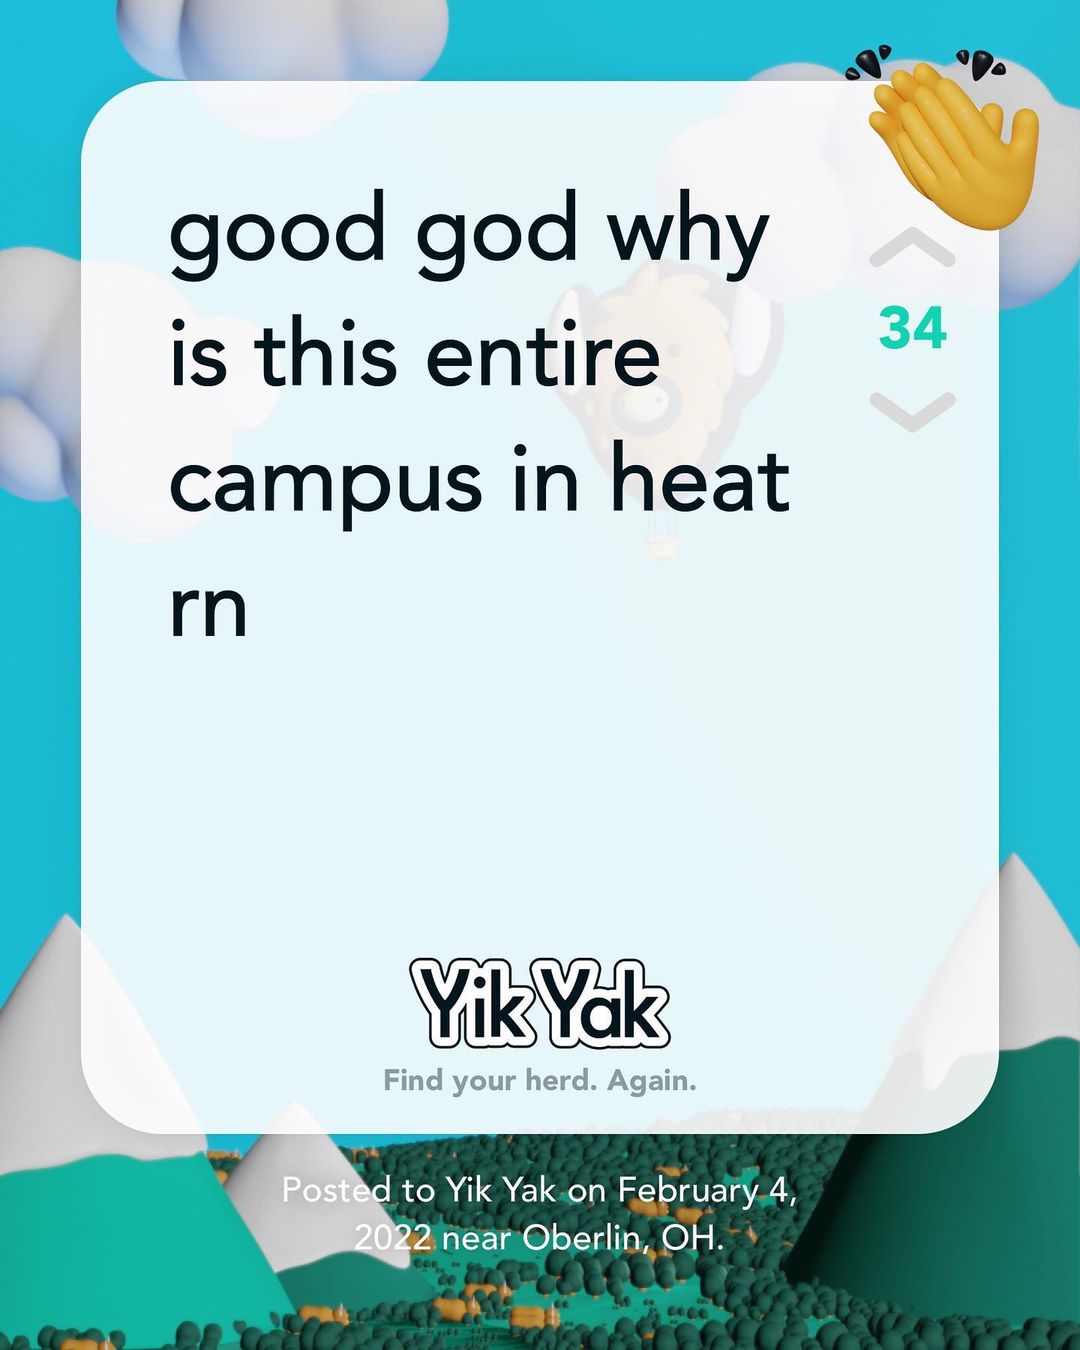 good god why
is this entire
campus in heat
rn
34
Yik Yak
Find your herd. Again.
Posted to Yik Yak on February 4,
2022 near Oberlin, OH.